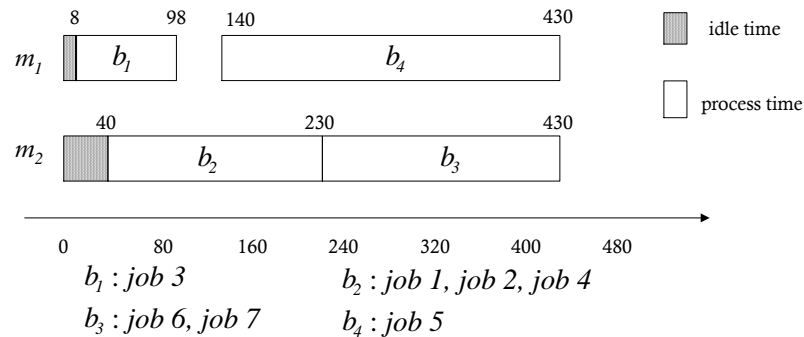 8 98 140 430 idle time
m1 b1 b4
process time
40 230 430
m2 b2 b3
0 80 160 240 320 400 480
b1 : job 3 b2 : job 1, job 2, job 4
b3 : job 6, job 7 b4 : job 5